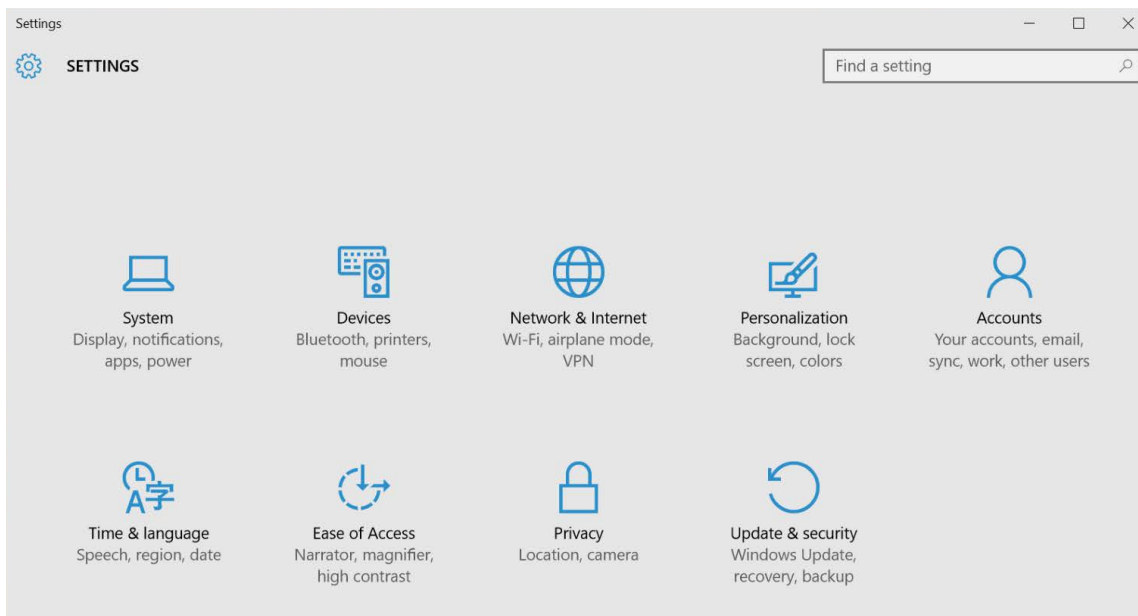 Settings
SETTINGS
Find a setting
System
Display, notifications,
apps, power
Devices
Bluetooth, printers,
mouse
Network & Internet
Wi-Fi, airplane mode,
VPN
Personalization
Background, lock
screen, colors
Accounts
Your accounts, email,
sync, work, other users
A字
Time & language
Speech, region, date
Ease of Access
Narrator, magnifier,
high contrast
Privacy
Location, camera
Update & security
Windows Update,
recovery, backup